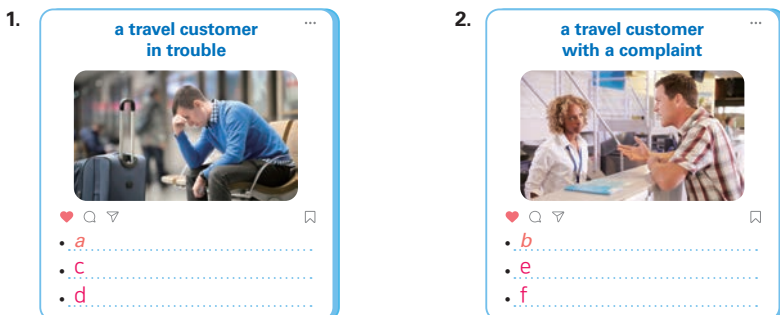 1.
a travel customer
in trouble
...
• a
• c
• d
2.
a travel customer
with a complaint
...
• b
• e
• f